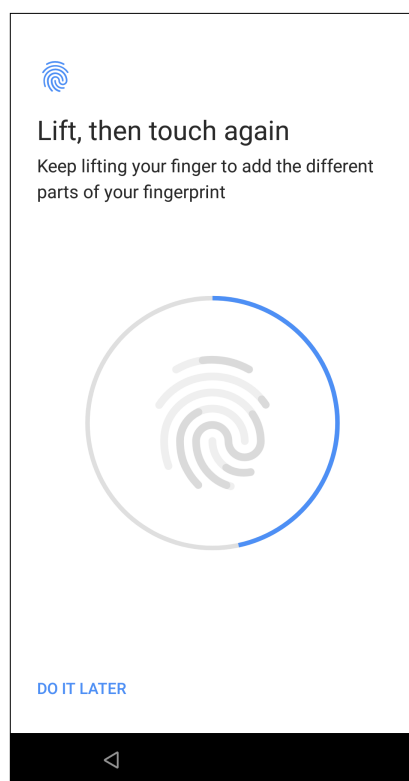 Lift, then touch again
Keep lifting your finger to add the different
parts of your fingerprint
DO IT LATER